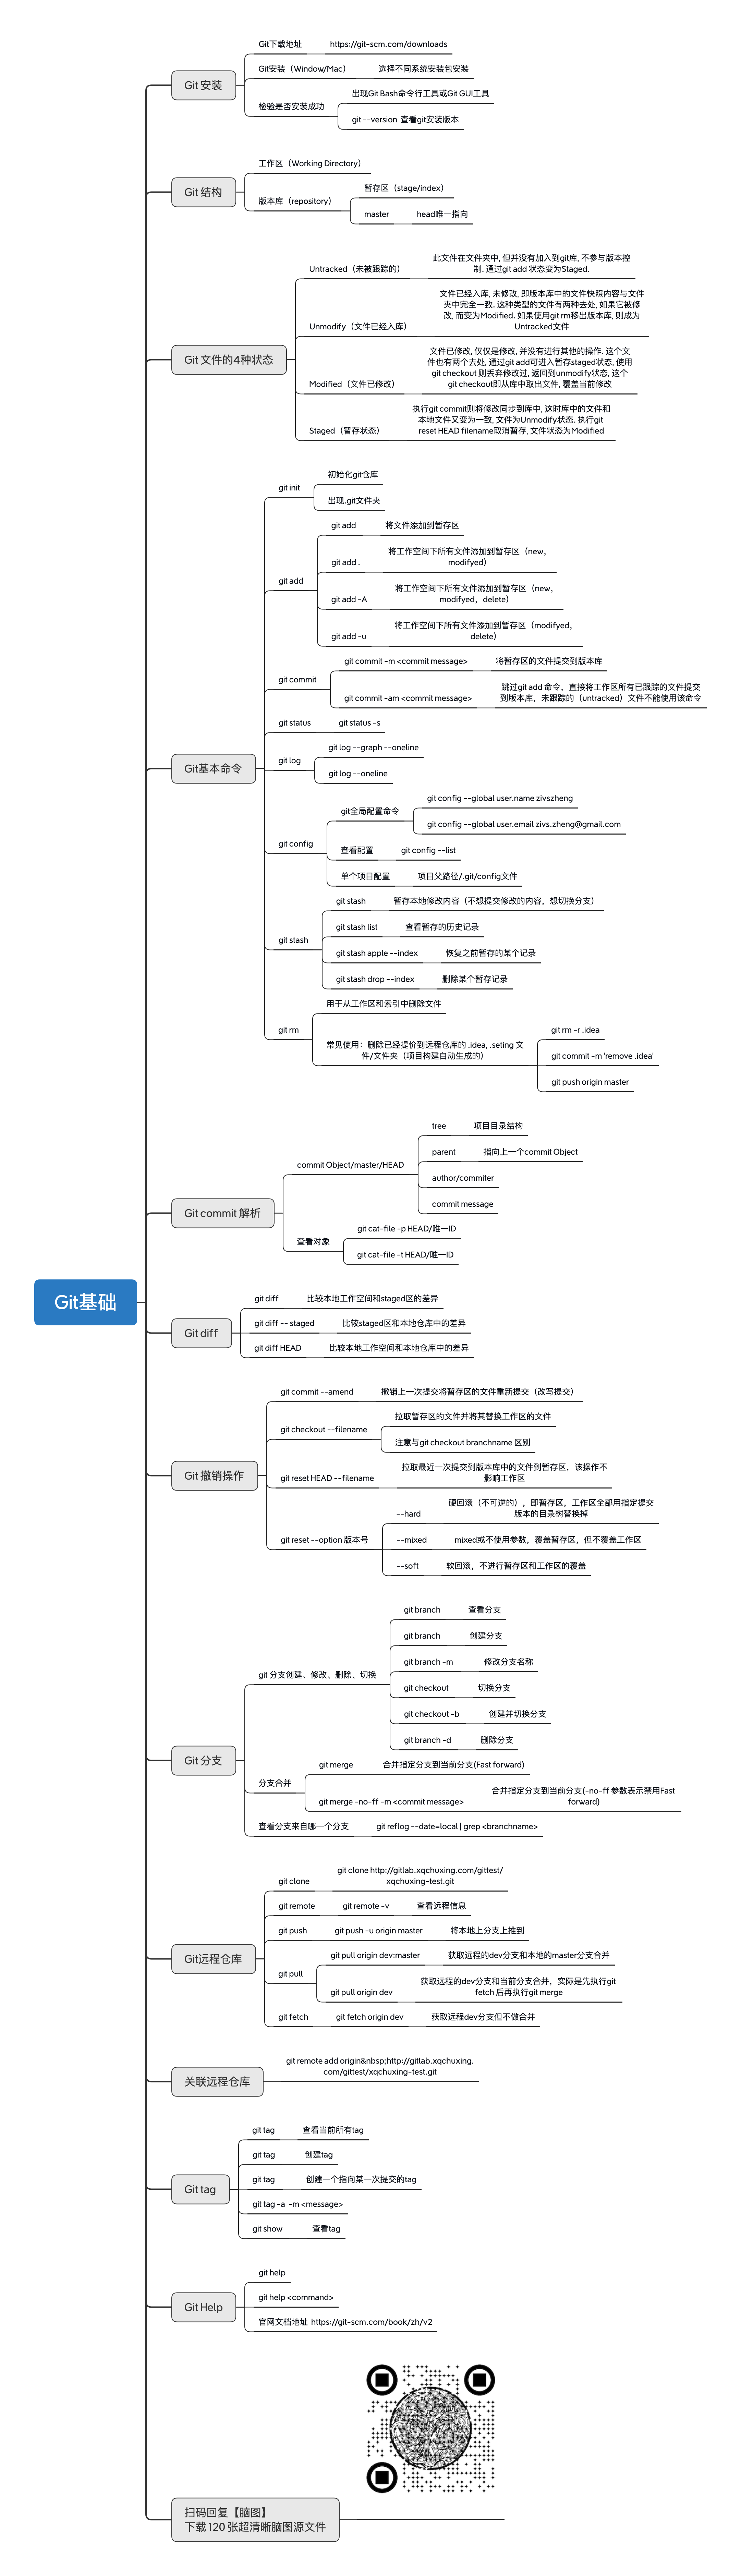 Git基础
Git 安装
Git下载地址
https://git-scm.com/downloads
Git安装（Window/Mac）
选择不同系统安装包安装
检验是否安装成功
出现Git Bash命令行工具或Git GUI工具
git --version 查看git安装版本
Git 结构
工作区（Working Directory）
版本库（repository）
暂存区（stage/index）
master
head唯一指向
Git 文件的4种状态
Untracked（未被跟踪的）
此文件在文件夹中, 但并没有加入到git库, 不参与版本控
制. 通过git add 状态变为Staged.
Unmodify（文件已经入库）
文件已经入库, 未修改, 即版本库中的文件快照内容与文件
夹中完全一致. 这种类型的文件有两种去处, 如果它被修
改, 而变为Modified. 如果使用git rm移出版本库, 则成为
Untracked文件
Modified（文件已修改）
文件已修改, 仅仅是修改, 并没有进行其他的操作. 这个文
件也有两个去处, 通过git add可进入暂存staged状态, 使用
git checkout 则丢弃修改过, 返回到unmodify状态, 这个
git checkout即从库中取出文件, 覆盖当前修改
Staged（暂存状态）
执行git commit则将修改同步到库中, 这时库中的文件和
本地文件又变为一致, 文件为Unmodify状态. 执行git
reset HEAD filename取消暂存, 文件状态为Modified
Git基本命令
git init
初始化git仓库
出现.git文件夹
git add
git add
将文件添加到暂存区
git add .
将工作空间下所有文件添加到暂存区（new，
modifyed）
git add -A
将工作空间下所有文件添加到暂存区（new，
modifyed，delete）
git add -u
将工作空间下所有文件添加到暂存区（modifyed，
delete）
git commit
git commit -m <commit message>
将暂存区的文件提交到版本库
git commit -am <commit message>
跳过git add 命令，直接将工作区所有已跟踪的文件提交
到版本库，未跟踪的（untracked）文件不能使用该命令
git status
git status -s
git log
git log --graph --oneline
git log --oneline
git config
git全局配置命令
git config --global user.name zivszheng
git config --global user.email zivs.zheng@gmail.com
查看配置
git config --list
单个项目配置
项目父路径/.git/config文件
git stash
git stash
暂存本地修改内容（不想提交修改的内容，想切换分支）
git stash list
查看暂存的历史记录
git stash apple --index
恢复之前暂存的某个记录
git stash drop --index
删除某个暂存记录
git rm
用于从工作区和索引中删除文件
常见使用：删除已经提价到远程仓库的 .idea, .seting 文
件/文件夹（项目构建自动生成的）
git rm -r .idea
git commit -m 'remove .idea'
git push origin master
Git commit 解析
commit Object/master/HEAD
tree
项目目录结构
parent
指向上一个commit Object
author/commiter
commit message
查看对象
git cat-file -p HEAD/唯一ID
git cat-file -t HEAD/唯一ID
Git diff
git diff
比较本地工作空间和staged区的差异
git diff -- staged
比较staged区和本地仓库中的差异
git diff HEAD
比较本地工作空间和本地仓库中的差异
Git 撤销操作
git commit --amend
撤销上一次提交将暂存区的文件重新提交（改写提交）
git checkout --filename
拉取暂存区的文件并将其替换工作区的文件
注意与git checkout branchname 区别
git reset HEAD --filename
拉取最近一次提交到版本库中的文件到暂存区，该操作不
影响工作区
git reset --option 版本号
--hard
硬回滚（不可逆的），即暂存区，工作区全部用指定提交
版本的目录树替换掉
--mixed
mixed或不使用参数，覆盖暂存区，但不覆盖工作区
--soft
软回滚，不进行暂存区和工作区的覆盖
Git 分支
git 分支创建、修改、删除、切换
git branch
查看分支
git branch
创建分支
git branch -m
修改分支名称
git checkout
切换分支
git checkout -b
创建并切换分支
git branch -d
删除分支
分支合并
git merge
合并指定分支到当前分支(Fast forward)
git merge -no-ff -m <commit message>
合并指定分支到当前分支(-no-ff 参数表示禁用Fast
forward)
查看分支来自哪一个分支
git reflog --date=local | grep <branchname>
Git远程仓库
git clone
git clone http://gitlab.xqchuxing.com/gittest/
xqchuxing-test.git
git remote
git remote -v
查看远程信息
git push
git push -u origin master
将本地上分支上推到
git pull
git pull origin dev:master
获取远程的dev分支和本地的master分支合并
git pull origin dev
获取远程的dev分支和当前分支合并，实际是先执行git
fetch 后再执行git merge
git fetch
git fetch origin dev
获取远程dev分支但不做合并
关联远程仓库
git remote add origin&nbsp;http://gitlab.xqchuxing.
com/gittest/xqchuxing-test.git
Git tag
git tag
查看当前所有tag
git tag
创建tag
git tag
创建一个指向某一次提交的tag
git tag -a -m <message>
git show
查看tag
Git Help
git help
git help <command>
官网文档地址 https://git-scm.com/book/zh/v2
扫码回复【脑图】
下载 120 张超清晰脑图源文件